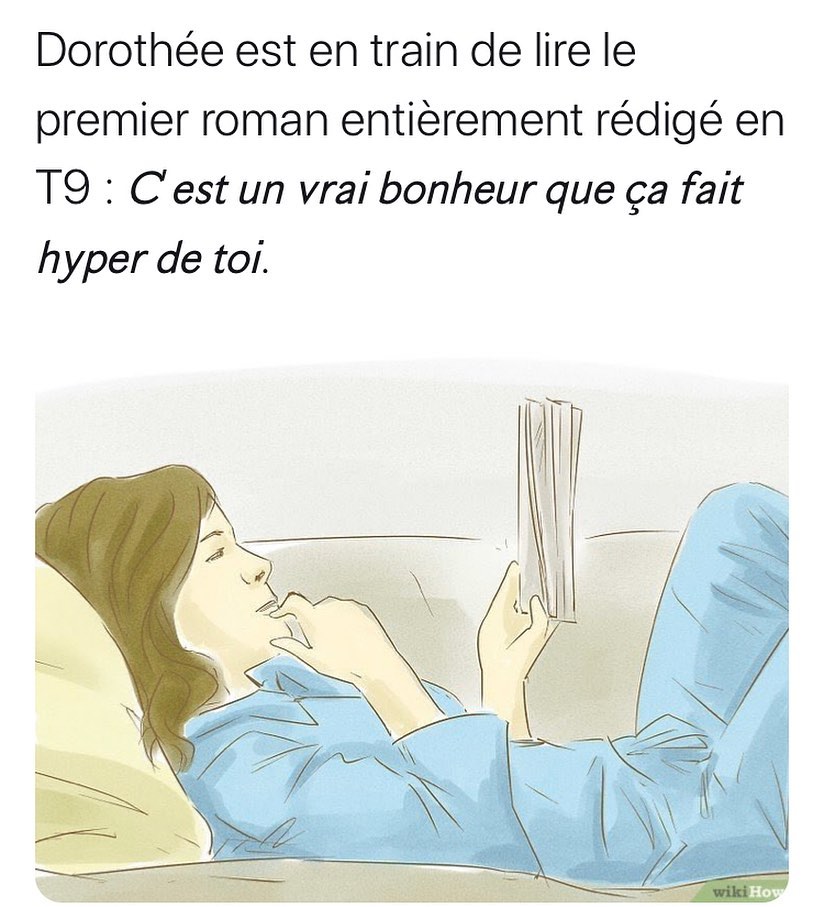 Dorothée est en train de lire le
premier roman entièrement rédigé en
T9 : C'est un vrai bonheur que ça fait
hyper de toi.
wikiHow